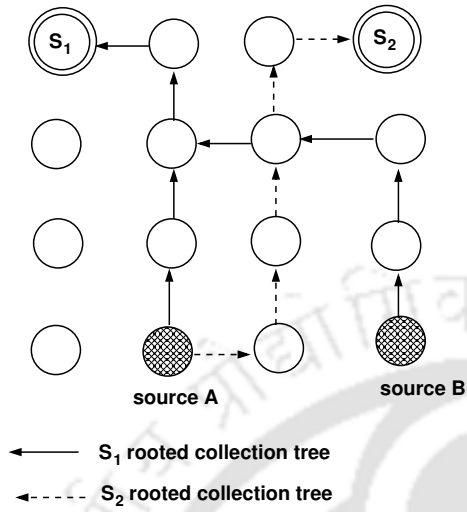 S₁
S₂
source A
source B
S₁ rooted collection tree
S₂ rooted collection tree